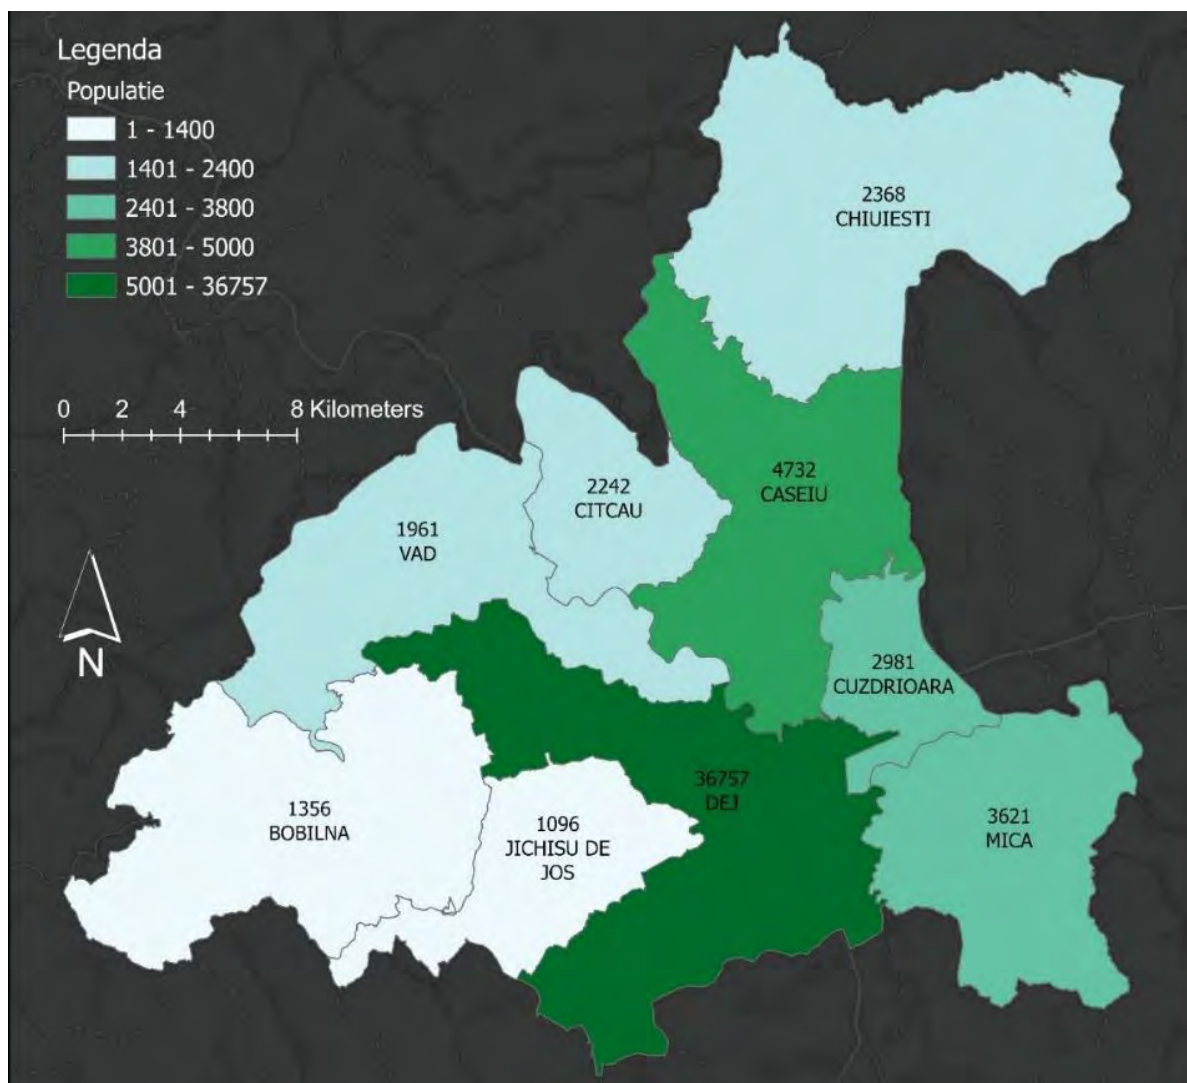 Legenda
Populatie
1 - 1400
1401 - 2400
2401 - 3800
3801 - 5000
5001 - 36757
0 2 4 8 Kilometers
N
2368
CHIUIESTI
4732
CASEIU
2242
CITCAU
1961
VAD
2981
CUZDRIOARA
36757
DEJ
3621
MICA
1356
BOBILNA
1096
JICHISU DE
JOS